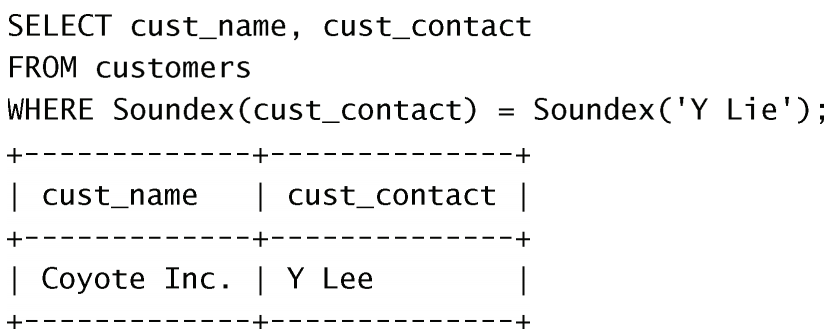 SELECT cust_name, cust_contact
FROM customers
WHERE Soundex(cust_contact) = Soundex('Y Lie');
+-------------+--------------+
| cust_name   | cust_contact |
+-------------+--------------+
| Coyote Inc. | Y Lee        |
+-------------+--------------+